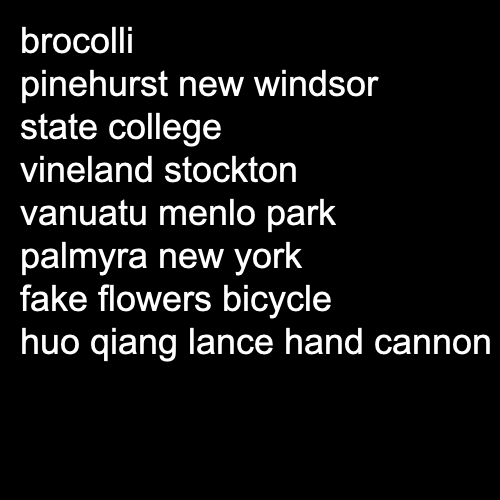 brocolli
pinehurst new windsor
state college
vineland stockton
vanuatu menlo park
palmyra new york
fake flowers bicycle
huo qiang lance hand cannon